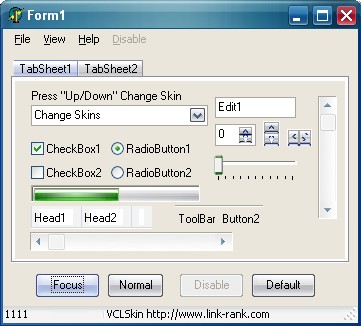 Form1
File View Help Disable
TabSheet1 TabSheet2
Press "Up/Down" Change Skin
Change Skins
Edit1
0
CheckBox1 RadioButton1
CheckBox2 RadioButton2
Head1 Head2
ToolBar Button2
Focus Normal Disable Default
1111 VCLSkin http://www.link-rank.com